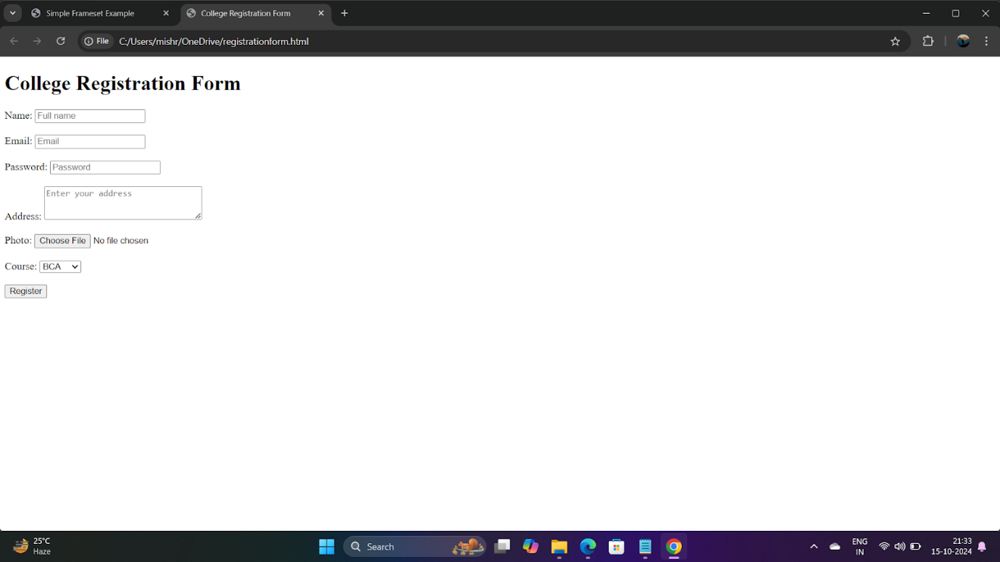 Simple Frameset Example
College Registration Form
File C:/Users/mishr/OneDrive/registrationform.html
College Registration Form
Name: Full name
Email: Email
Password: Password
Address: Enter your address
Photo: Choose File No file chosen
Course: BCA
Register
25°C
Haze
Search
ENG
IN
21:33
15-10-2024